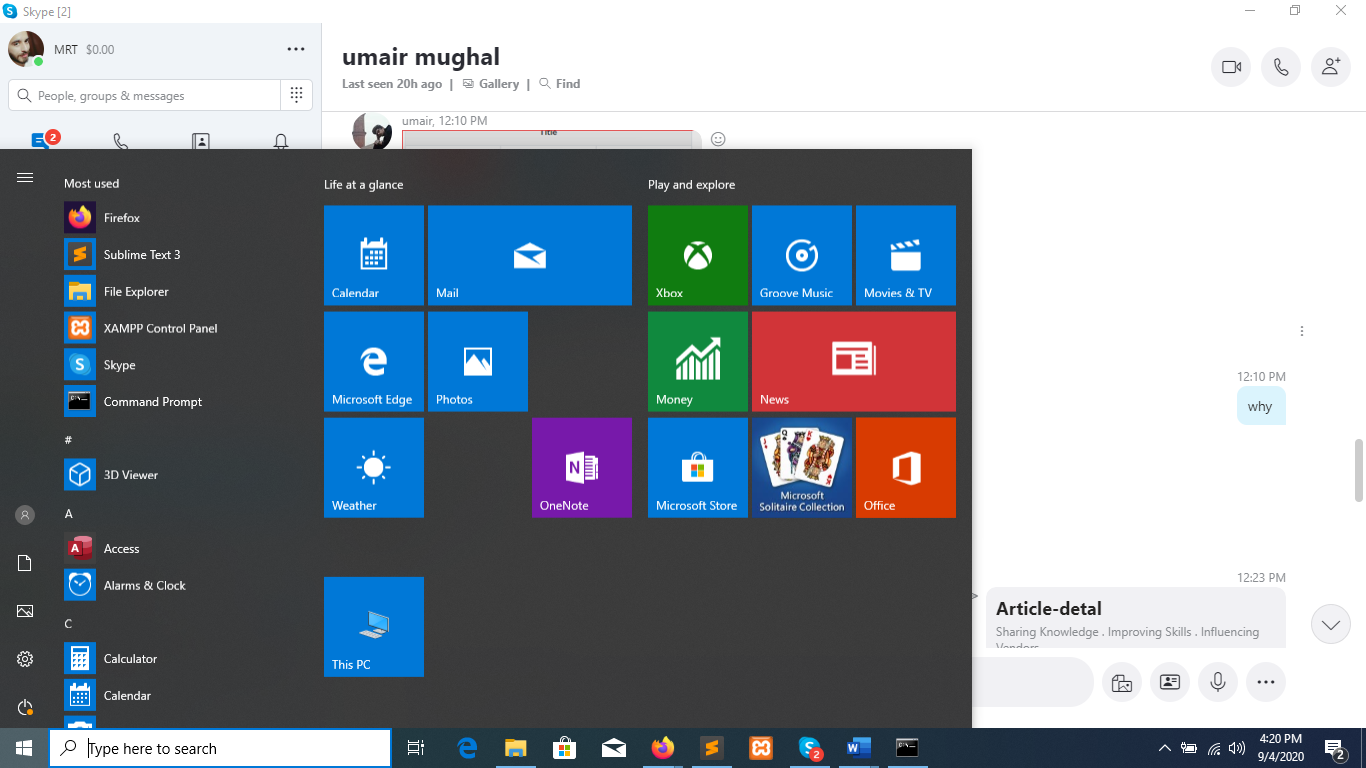 Skype [2]
MRT $0.00
People, groups & messages
2
umair mughal
Last seen 20h ago | Gallery | Find
umair, 12:10 PM
Title
12:10 PM
why
12:23 PM
Article-detal
Sharing Knowledge . Improving Skills . Influencing
Vendors
Most used
Firefox
Sublime Text 3
File Explorer
XAMPP Control Panel
Skype
Command Prompt
#
3D Viewer
A
Access
Alarms & Clock
C
Calculator
Calendar
Life at a glance
Calendar
Mail
Microsoft Edge
Photos
Weather
OneNote
This PC
Play and explore
Xbox
Groove Music
Movies & TV
Money
News
Microsoft Store
Microsoft
Solitaire Collection
Office
Type here to search
2
4:20 PM
9/4/2020
2